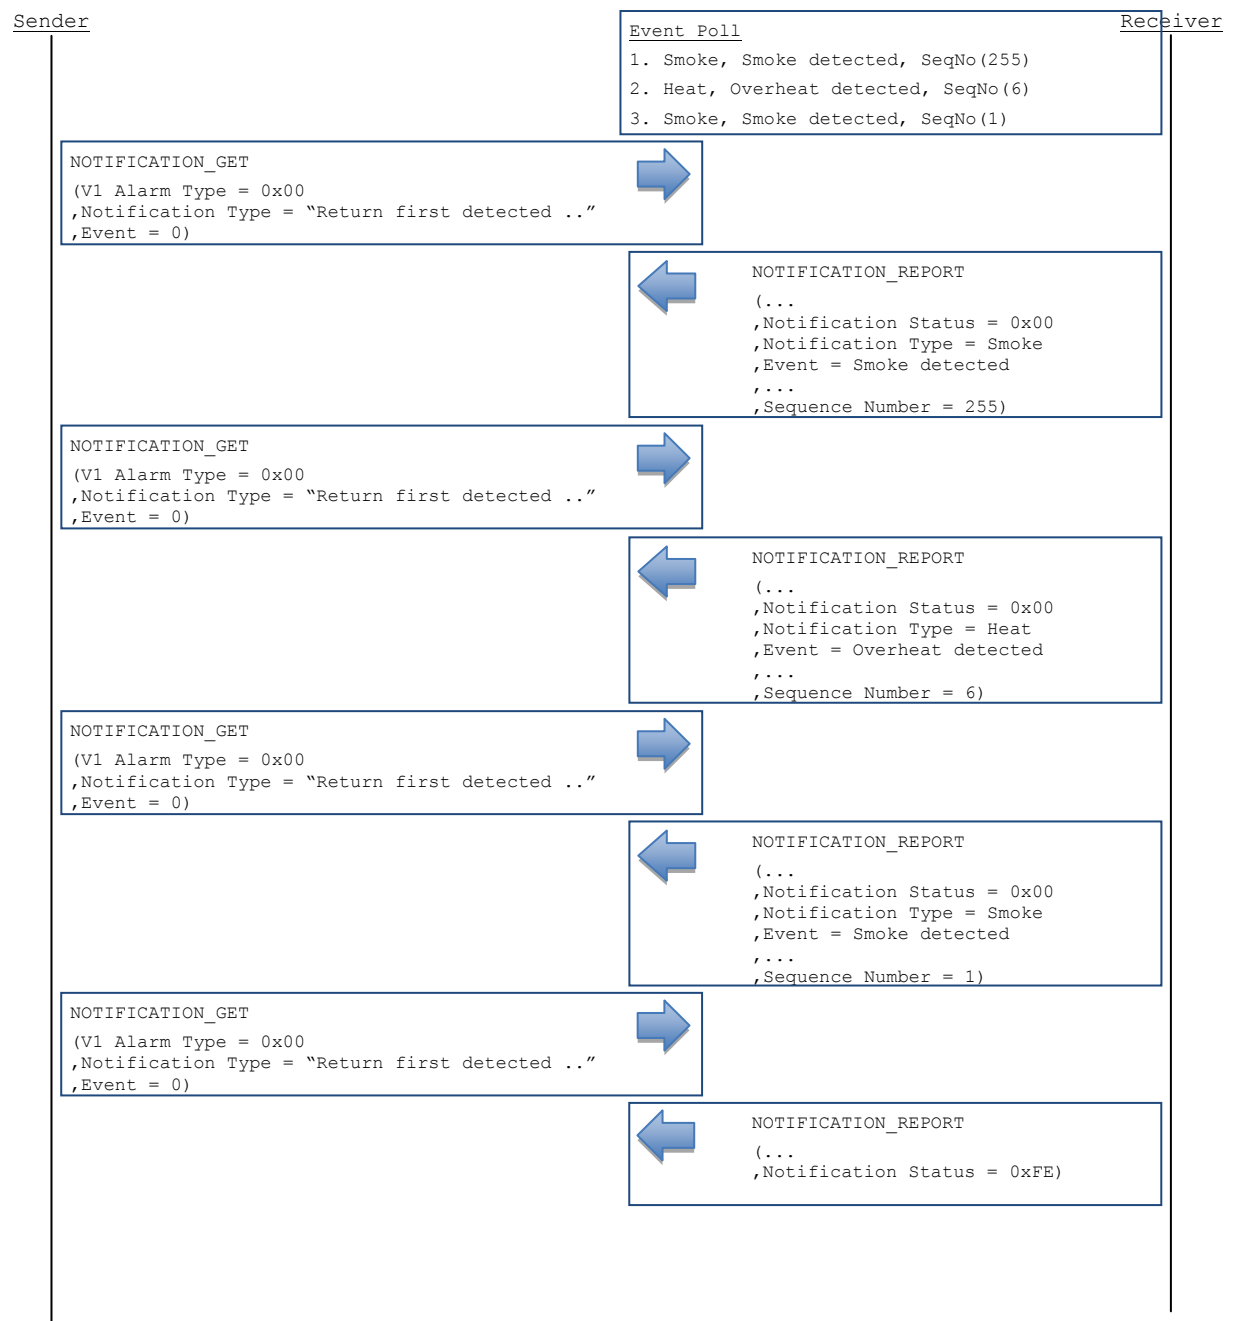 Sender
Receiver
Event Poll
1. Smoke, Smoke detected, SeqNo(255)
2. Heat, Overheat detected, SeqNo(6)
3. Smoke, Smoke detected, SeqNo(1)
NOTIFICATION_GET
(V1 Alarm Type = 0x00
,Notification Type = “Return first detected ..”
,Event = 0)
NOTIFICATION_REPORT
(...
,Notification Status = 0x00
,Notification Type = Smoke
,Event = Smoke detected
,...
,Sequence Number = 255)
NOTIFICATION_GET
(V1 Alarm Type = 0x00
,Notification Type = “Return first detected ..”
,Event = 0)
NOTIFICATION_REPORT
(...
,Notification Status = 0x00
,Notification Type = Heat
,Event = Overheat detected
,...
,Sequence Number = 6)
NOTIFICATION_GET
(V1 Alarm Type = 0x00
,Notification Type = “Return first detected ..”
,Event = 0)
NOTIFICATION_REPORT
(...
,Notification Status = 0x00
,Notification Type = Smoke
,Event = Smoke detected
,...
,Sequence Number = 1)
NOTIFICATION_GET
(V1 Alarm Type = 0x00
,Notification Type = “Return first detected ..”
,Event = 0)
NOTIFICATION_REPORT
(...
,Notification Status = 0xFE)